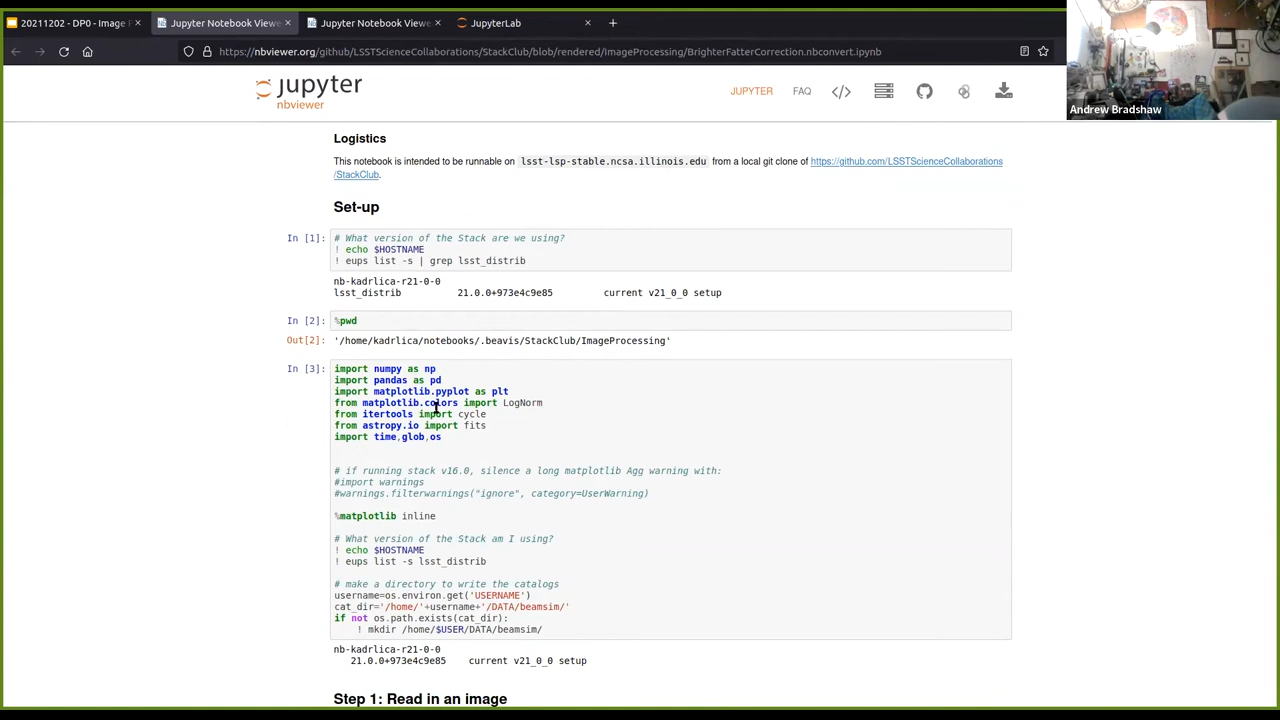 20211202 - DP0 - Image P
Jupyter Notebook Viewe
Jupyter Notebook Viewe
JupyterLab
https://nbviewer.org/github/LSSTScienceCollaborations/StackClub/blob/rendered/ImageProcessing/BrighterFatterCorrection.nbconvert.ipynb
Andrew Bradshaw
jupyter
nbviewer
JUPYTER
FAQ
Logistics
This notebook is intended to be runnable on lsst-lsp-stable.ncsa.illinois.edu from a local git clone of https://github.com/LSSTScienceCollaborations
/StackClub.
Set-up
In [1]:
# What version of the Stack are we using?
! echo $HOSTNAME
! eups list -s | grep lsst_distrib
nb-kadrlica-r21-0-0
lsst_distrib 21.0.0+973e4c9e85 current v21_0_0 setup
In [2]:
%pwd
Out[2]:
'/home/kadrlica/notebooks/.beavis/StackClub/ImageProcessing'
In [3]:
import numpy as np
import pandas as pd
import matplotlib.pyplot as plt
from matplotlib.colors import LogNorm
from itertools import cycle
from astropy.io import fits
import time,glob,os
# if running stack v16.0, silence a long matplotlib Agg warning with:
#import warnings
#warnings.filterwarnings("ignore", category=UserWarning)
%matplotlib inline
# What version of the Stack am I using?
! echo $HOSTNAME
! eups list -s lsst_distrib
# make a directory to write the catalogs
username=os.environ.get('USERNAME')
cat_dir='/home/'+username+'/DATA/beamsim/'
if not os.path.exists(cat_dir):
! mkdir /home/$USER/DATA/beamsim/
nb-kadrlica-r21-0-0
21.0.0+973e4c9e85 current v21_0_0 setup
Step 1: Read in an image